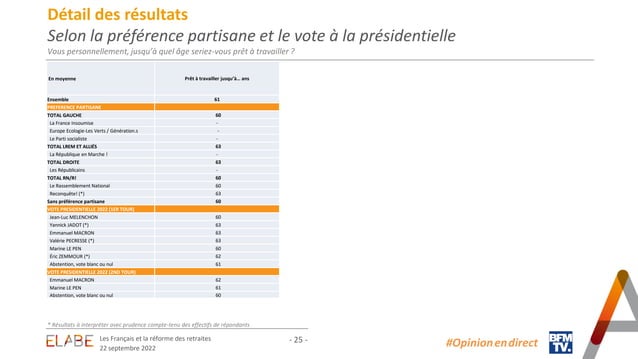 Détail des résultats
Selon la préférence partisane et le vote à la présidentielle
Vous personnellement, jusqu'à quel âge seriez-vous prêt à travailler ?
En moyenne Prêt à travailler jusqu'à… ans
Ensemble 61
PREFERENCE PARTISANE
TOTAL GAUCHE 60
La France Insoumise -
Europe Ecologie-Les Verts / Génération.s -
Le Parti socialiste -
TOTAL LREM ET ALLIÉS 63
La République en Marche ! -
TOTAL DROITE 63
Les Républicains -
TOTAL RN/R! 60
Le Rassemblement National 60
Reconquête! (*) 63
Sans préférence partisane 60
VOTE PRESIDENTIELLE 2022 (1ER TOUR)
Jean-Luc MELENCHON 60
Yannick JADOT (*) 63
Emmanuel MACRON 63
Valérie PECRESSE (*) 63
Marine LE PEN 60
Éric ZEMMOUR (*) 62
Abstention, vote blanc ou nul 61
VOTE PRESIDENTIELLE 2022 (2ND TOUR)
Emmanuel MACRON 62
Marine LE PEN 61
Abstention, vote blanc ou nul 60
* Résultats à interpréter avec prudence compte-tenu des effectifs de répondants
ELABE Les Français et la réforme des retraites
22 septembre 2022
- 25 -
#Opinionendirect
BFM
TV.